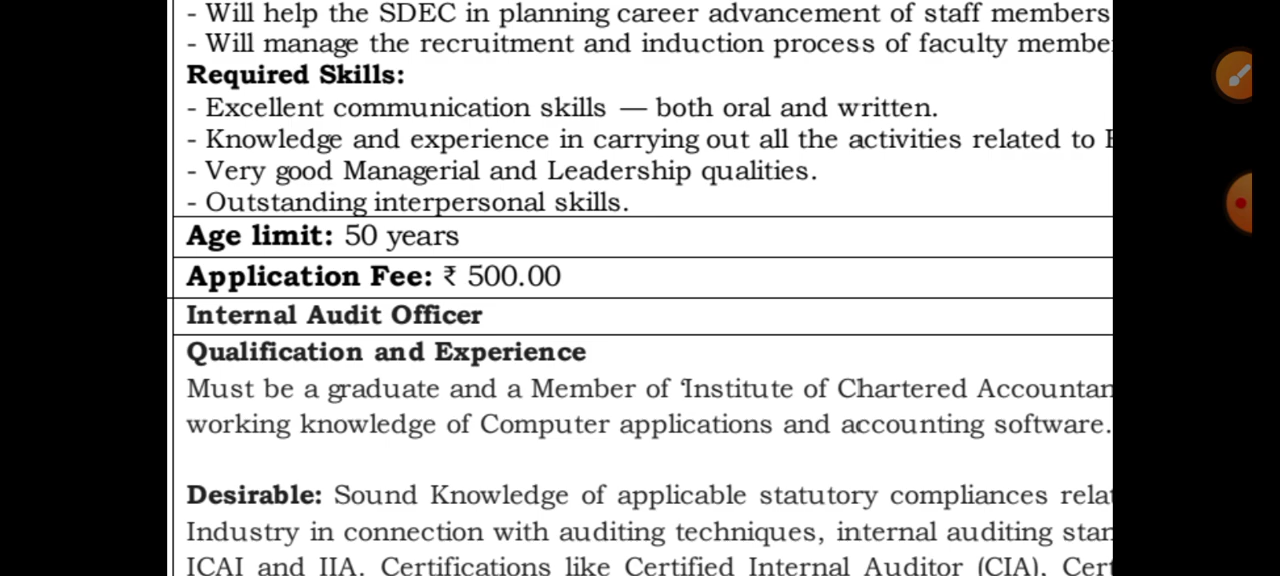 - Will help the SDEC in planning career advancement of staff members
- Will manage the recruitment and induction process of faculty
Required Skills:
- Excellent communication skills — both oral and written.
- Knowledge and experience in carrying out all the activities related to
- Very good Managerial and Leadership qualities.
- Outstanding interpersonal skills.
Age limit: 50 years
Application Fee: ₹ 500.00
Internal Audit Officer
Qualification and Experience
Must be a graduate and a Member of 'Institute of Chartered
working knowledge of Computer applications and accounting software.
Desirable: Sound Knowledge of applicable statutory compliances
Industry in connection with auditing techniques, internal auditing
ICAI and IIA. Certifications like Certified Internal Auditor (CIA).